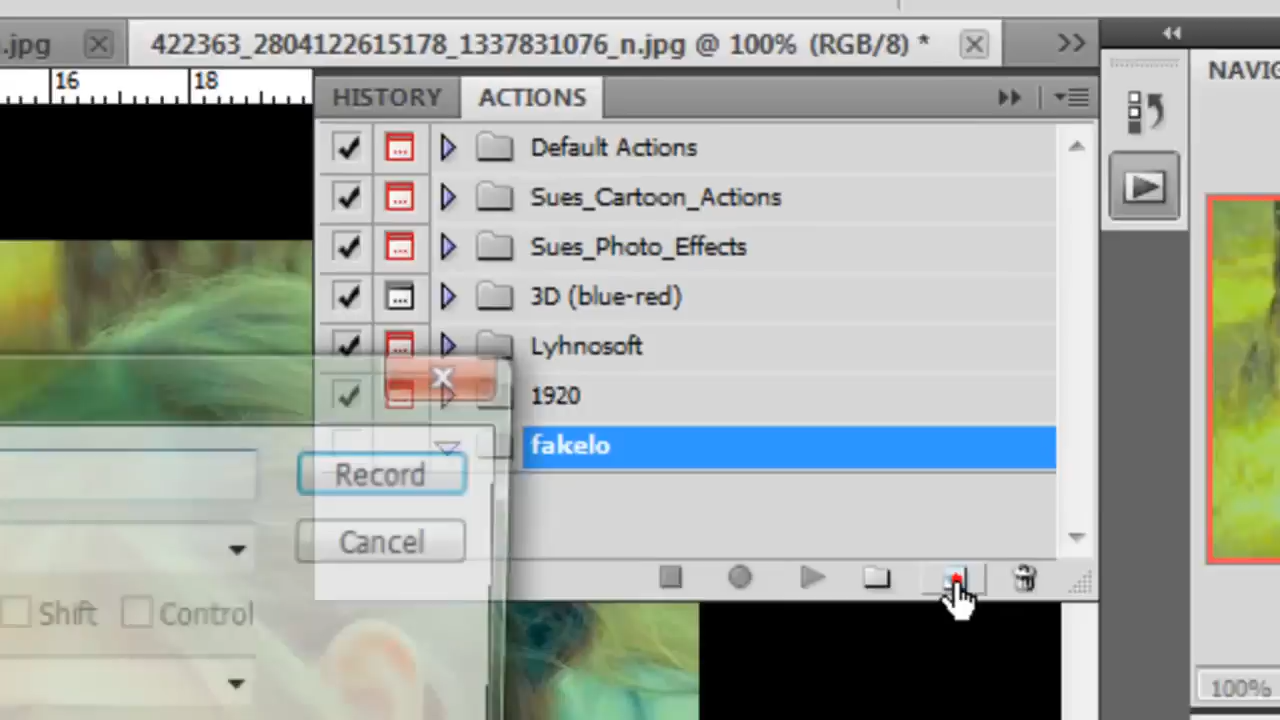 .jpg
422363_2804122615178_1337831076_n.jpg @ 100% (RGB/8) *
16
18
HISTORY
ACTIONS
NAVIG
Default Actions
Sues_Cartoon_Actions
Sues_Photo_Effects
3D (blue-red)
Lyhnosoft
1920
fakelo
Record
Cancel
Shift
Control
100%